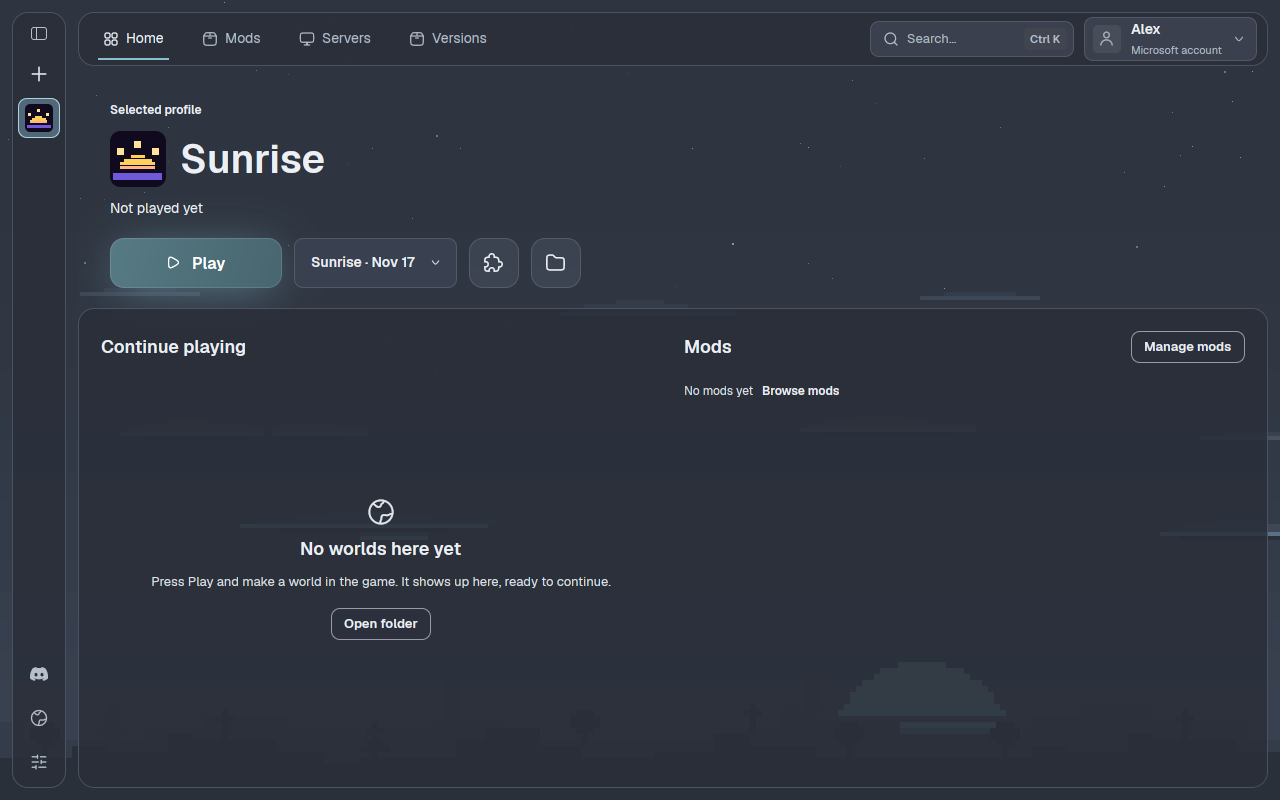 Home
Mods
Servers
Versions
Search...
Ctrl K
Alex
Microsoft account
Selected profile
Sunrise
Not played yet
Play
Sunrise · Nov 17
Continue playing
Mods
Manage mods
No mods yet Browse mods
No worlds here yet
Press Play and make a world in the game. It shows up here, ready to continue.
Open folder